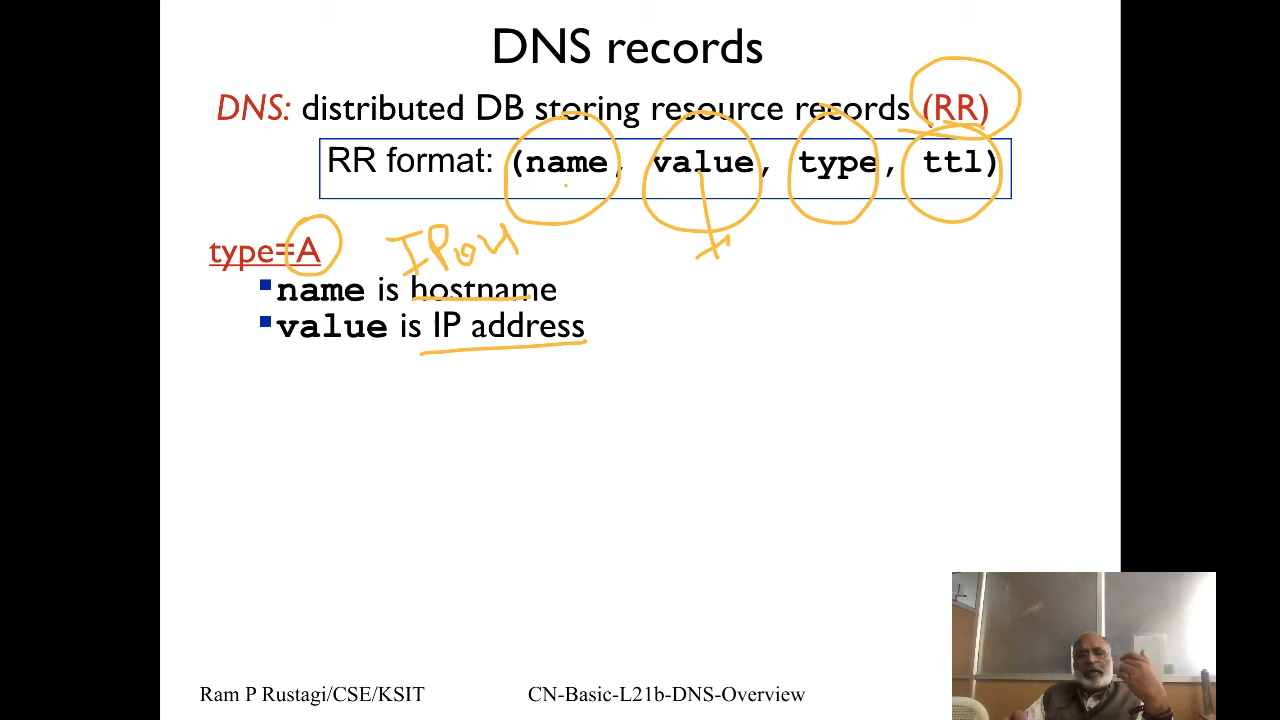 DNS records
DNS: distributed DB storing resource records (RR)
RR format: (name, value, type, ttl)
type=A
▪name is hostname
▪value is IP address
Ram P Rustagi/CSE/KSIT
CN-Basic-L21b-DNS-Overview